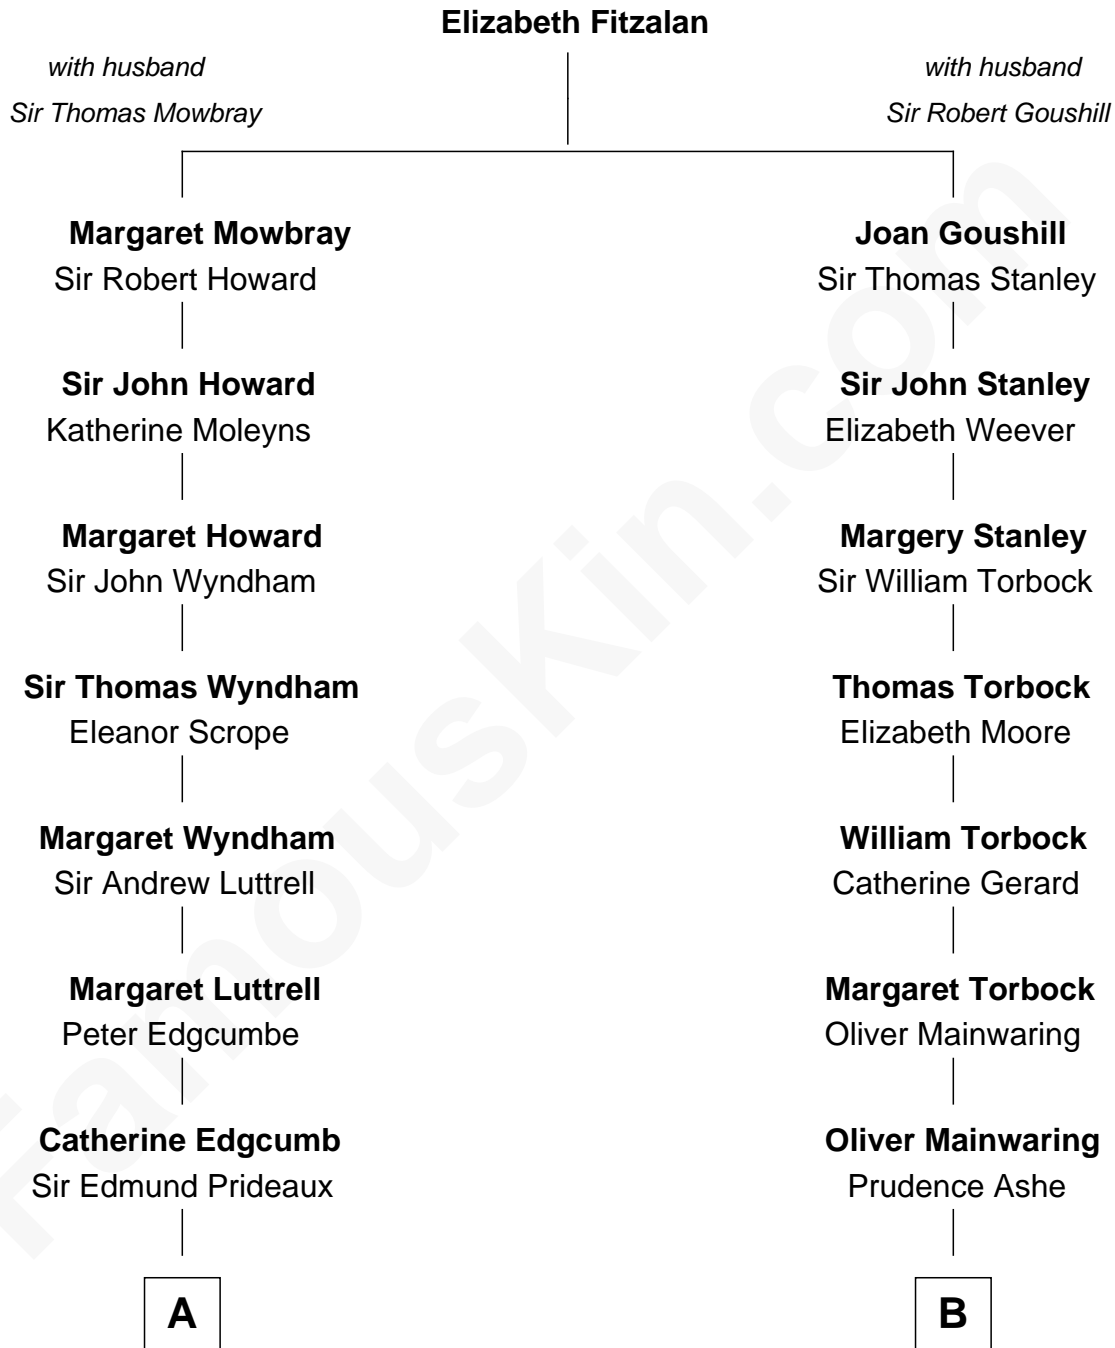 Elizabeth Fitzalan
with husband
Sir Thomas Mowbray
with husband
Sir Robert Goushill
Margaret Mowbray
Sir Robert Howard
Joan Goushill
Sir Thomas Stanley
Sir John Howard
Katherine Moleyns
Sir John Stanley
Elizabeth Weever
Margaret Howard
Sir John Wyndham
Margery Stanley
Sir William Torbock
Sir Thomas Wyndham
Eleanor Scrope
Thomas Torbock
Elizabeth Moore
Margaret Wyndham
Sir Andrew Luttrell
William Torbock
Catherine Gerard
Margaret Luttrell
Peter Edgcumbe
Margaret Torbock
Oliver Mainwaring
Catherine Edgcumb
Sir Edmund Prideaux
Oliver Mainwaring
Prudence Ashe
A
B
FamousKin.com